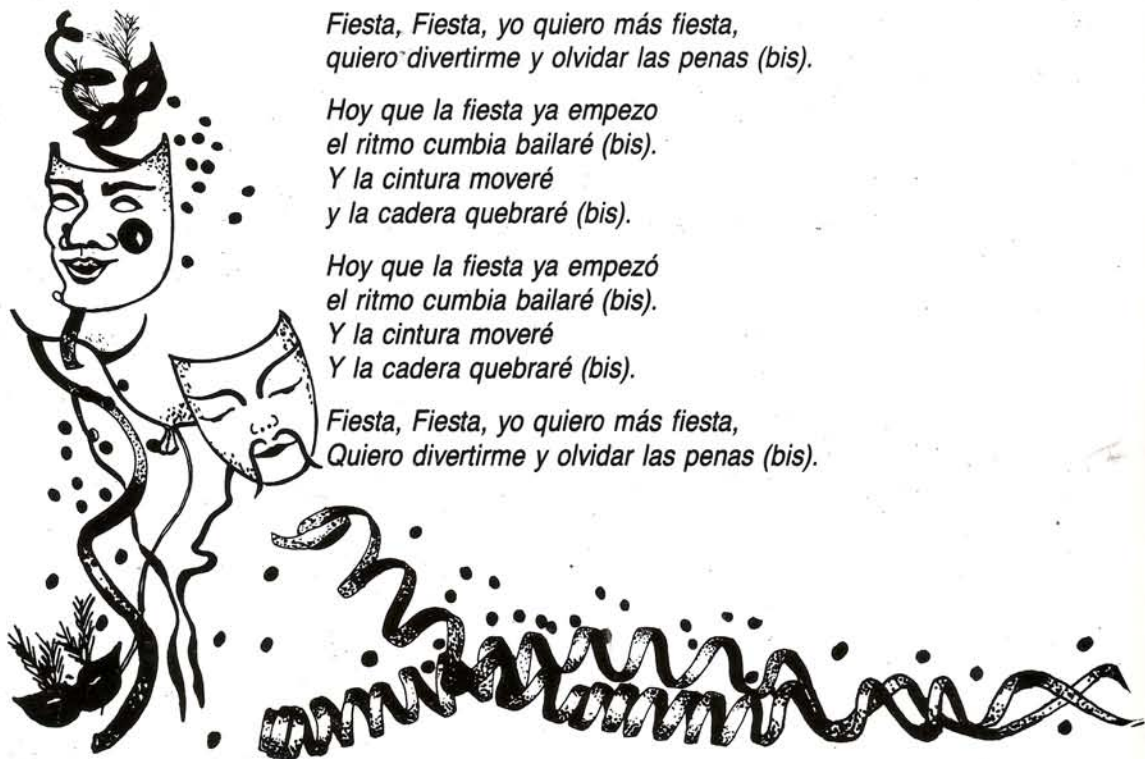 Fiesta, Fiesta, yo quiero más fiesta,
quiero divertirme y olvidar las penas (bis).
Hoy que la fiesta ya empezo
el ritmo cumbia bailaré (bis).
Y la cintura moveré
y la cadera quebraré (bis).
Hoy que la fiesta ya empezó
el ritmo cumbia bailaré (bis).
Y la cintura moveré
Y la cadera quebraré (bis).
Fiesta, Fiesta, yo quiero más fiesta,
Quiero divertirme y olvidar las penas (bis).